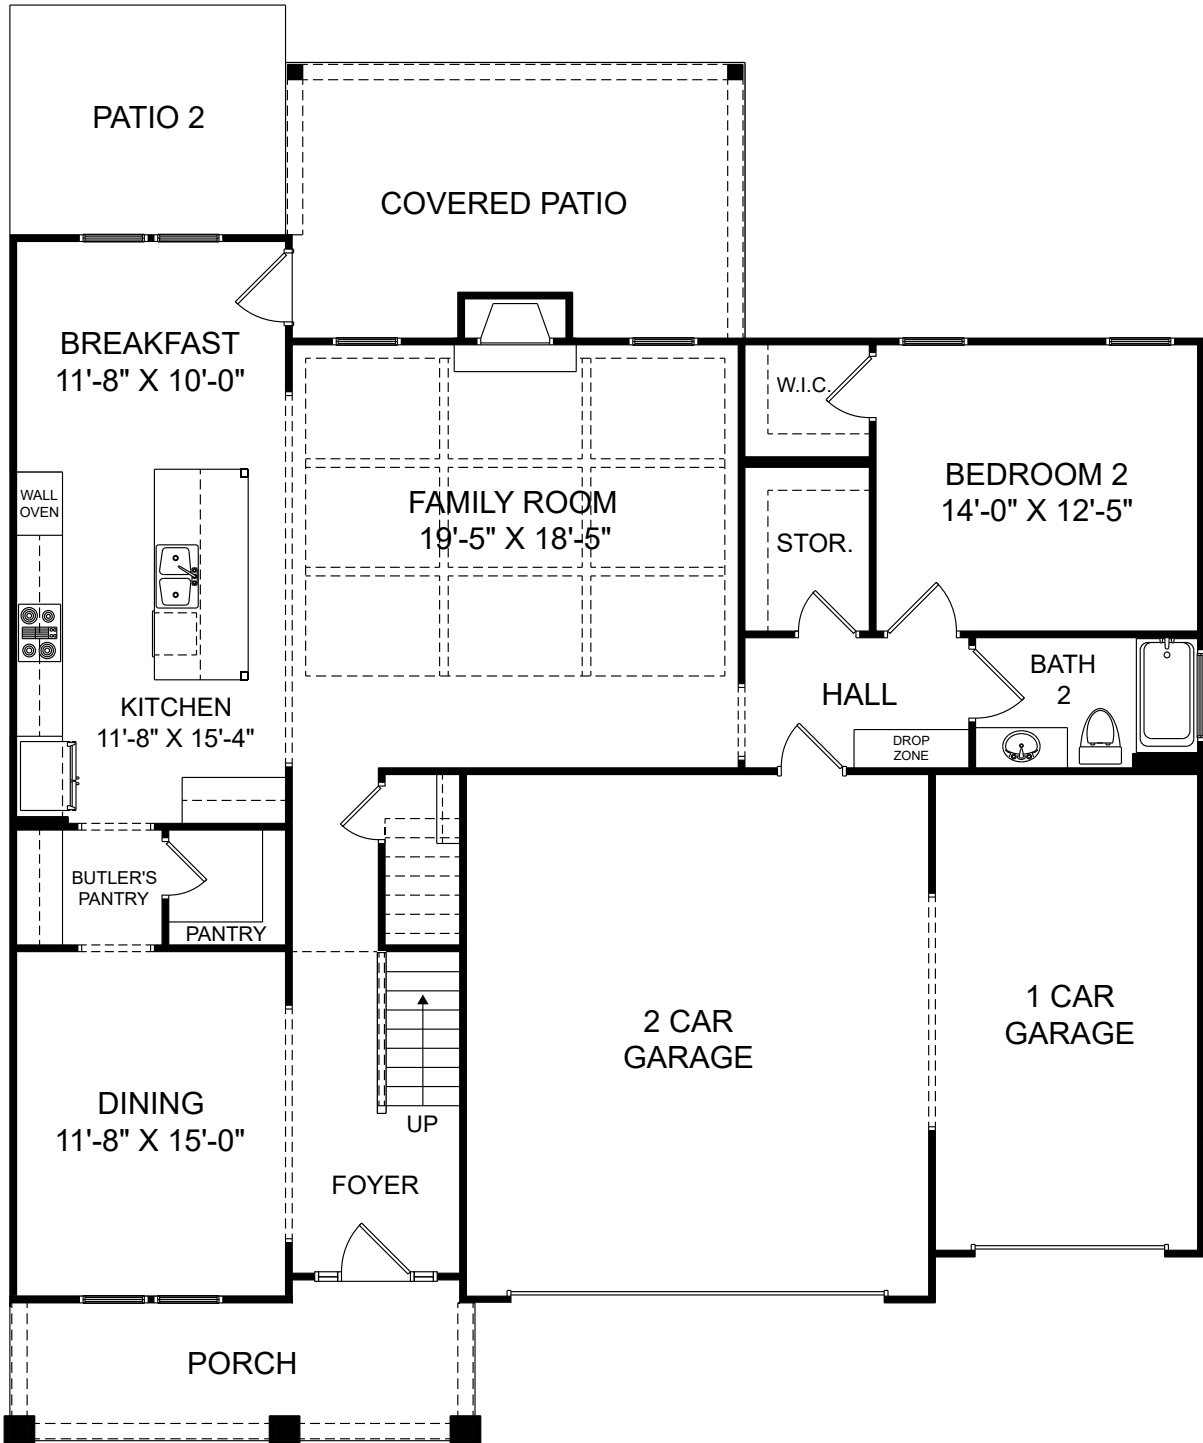 PATIO 2
COVERED PATIO
BREAKFAST
11'-8" X 10'-0"
W.I.C.
WALL
OVEN
FAMILY ROOM
19'-5" X 18'-5"
BEDROOM 2
14'-0" X 12'-5"
STOR.
KITCHEN
11'-8" X 15'-4"
HALL
BATH
2
DROP
ZONE
BUTLER'S
PANTRY
PANTRY
2 CAR
GARAGE
1 CAR
GARAGE
DINING
11'-8" X 15'-0"
UP
FOYER
PORCH